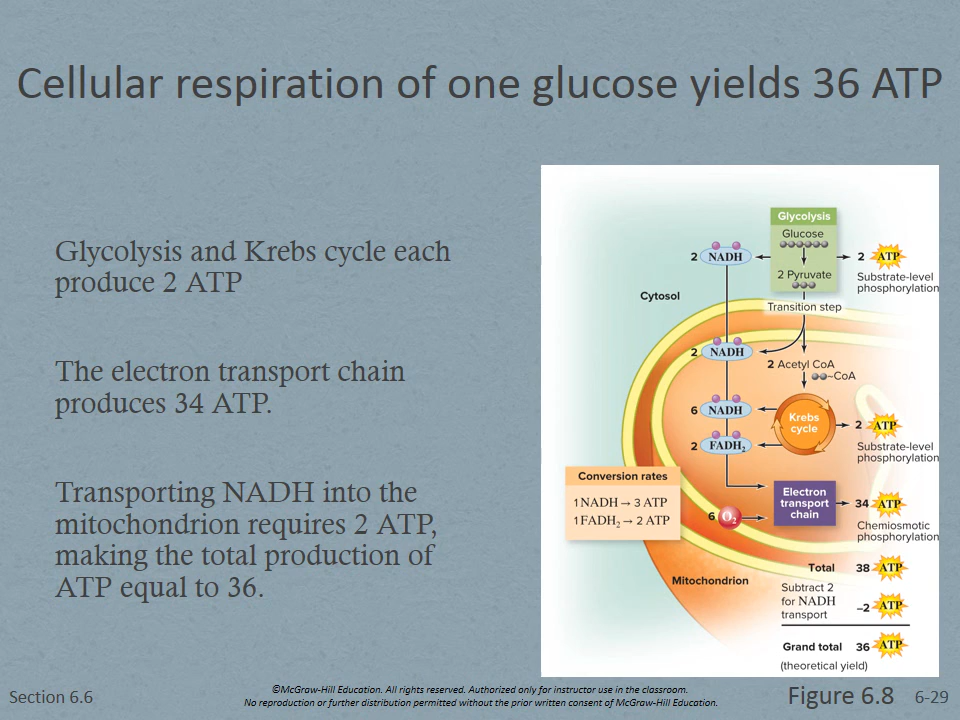 Cellular respiration of one glucose yields 36 ATP
Glycolysis and Krebs cycle each
produce 2 ATP
The electron transport chain
produces 34 ATP.
Transporting NADH into the
mitochondrion requires 2 ATP,
making the total production of
ATP equal to 36.
Glycolysis
Glucose
2 NADH
2 ATP
2 Pyruvate
Substrate-level
phosphorylation
Cytosol
Transition step
2 NADH
2 Acetyl CoA
CoA
6 NADH
Krebs
cycle
2 ATP
2 FADH₂
Substrate-level
phosphorylation
Conversion rates
1 NADH → 3 ATP
1 FADH₂ → 2 ATP
Electron
transport
chain
34 ATP
6 O₂
Chemiosmotic
phosphorylation
Total 38 ATP
Mitochondrion
Subtract 2
for NADH
transport
–2 ATP
Grand total 36 ATP
(theoretical yield)
Section 6.6
©McGraw-Hill Education. All rights reserved. Authorized only for instructor use in the classroom.
No reproduction or further distribution permitted without the prior written consent of McGraw-Hill Education.
Figure 6.8
6-29